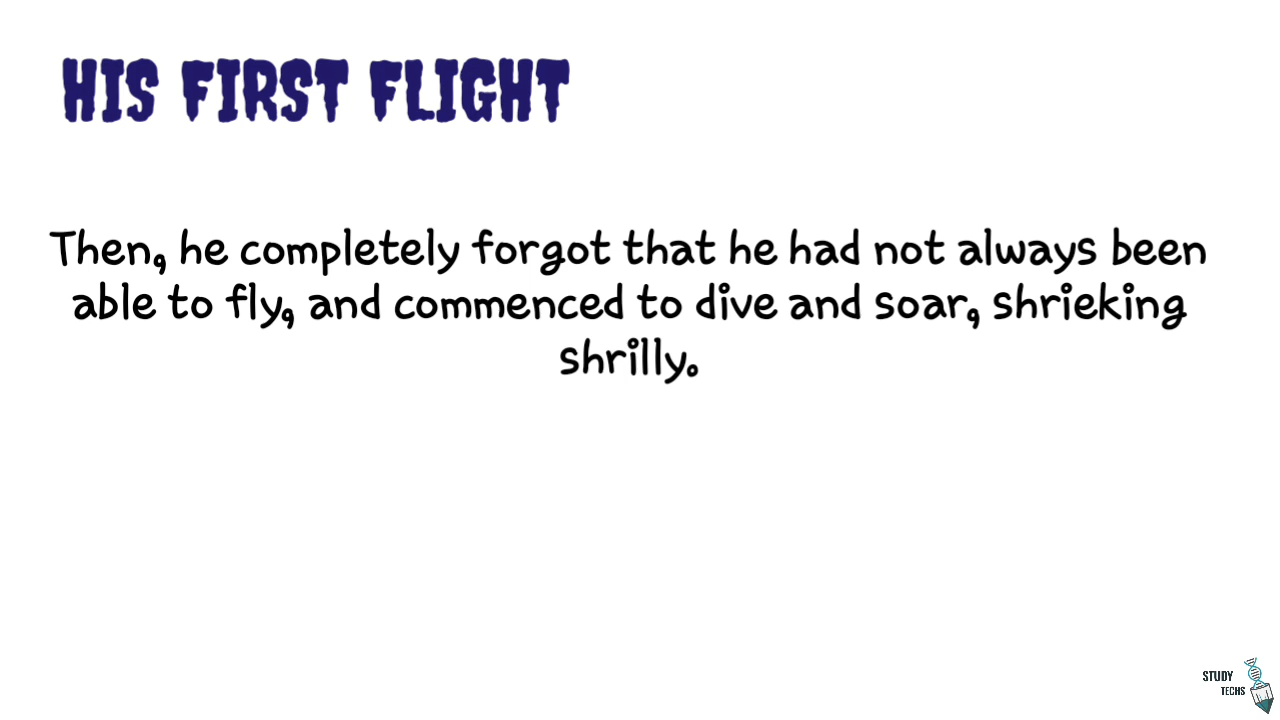 HIS FIRST FLIGHT
Then, he completely forgot that he had not always been
able to fly, and commenced to dive and soar, shrieking
shrilly.
STUDY
TECHS